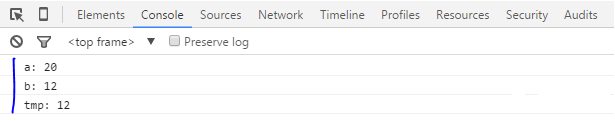 Elements Console Sources Network Timeline Profiles Resources Security Audits
<top frame> ▼ Preserve log
a: 20
b: 12
tmp: 12